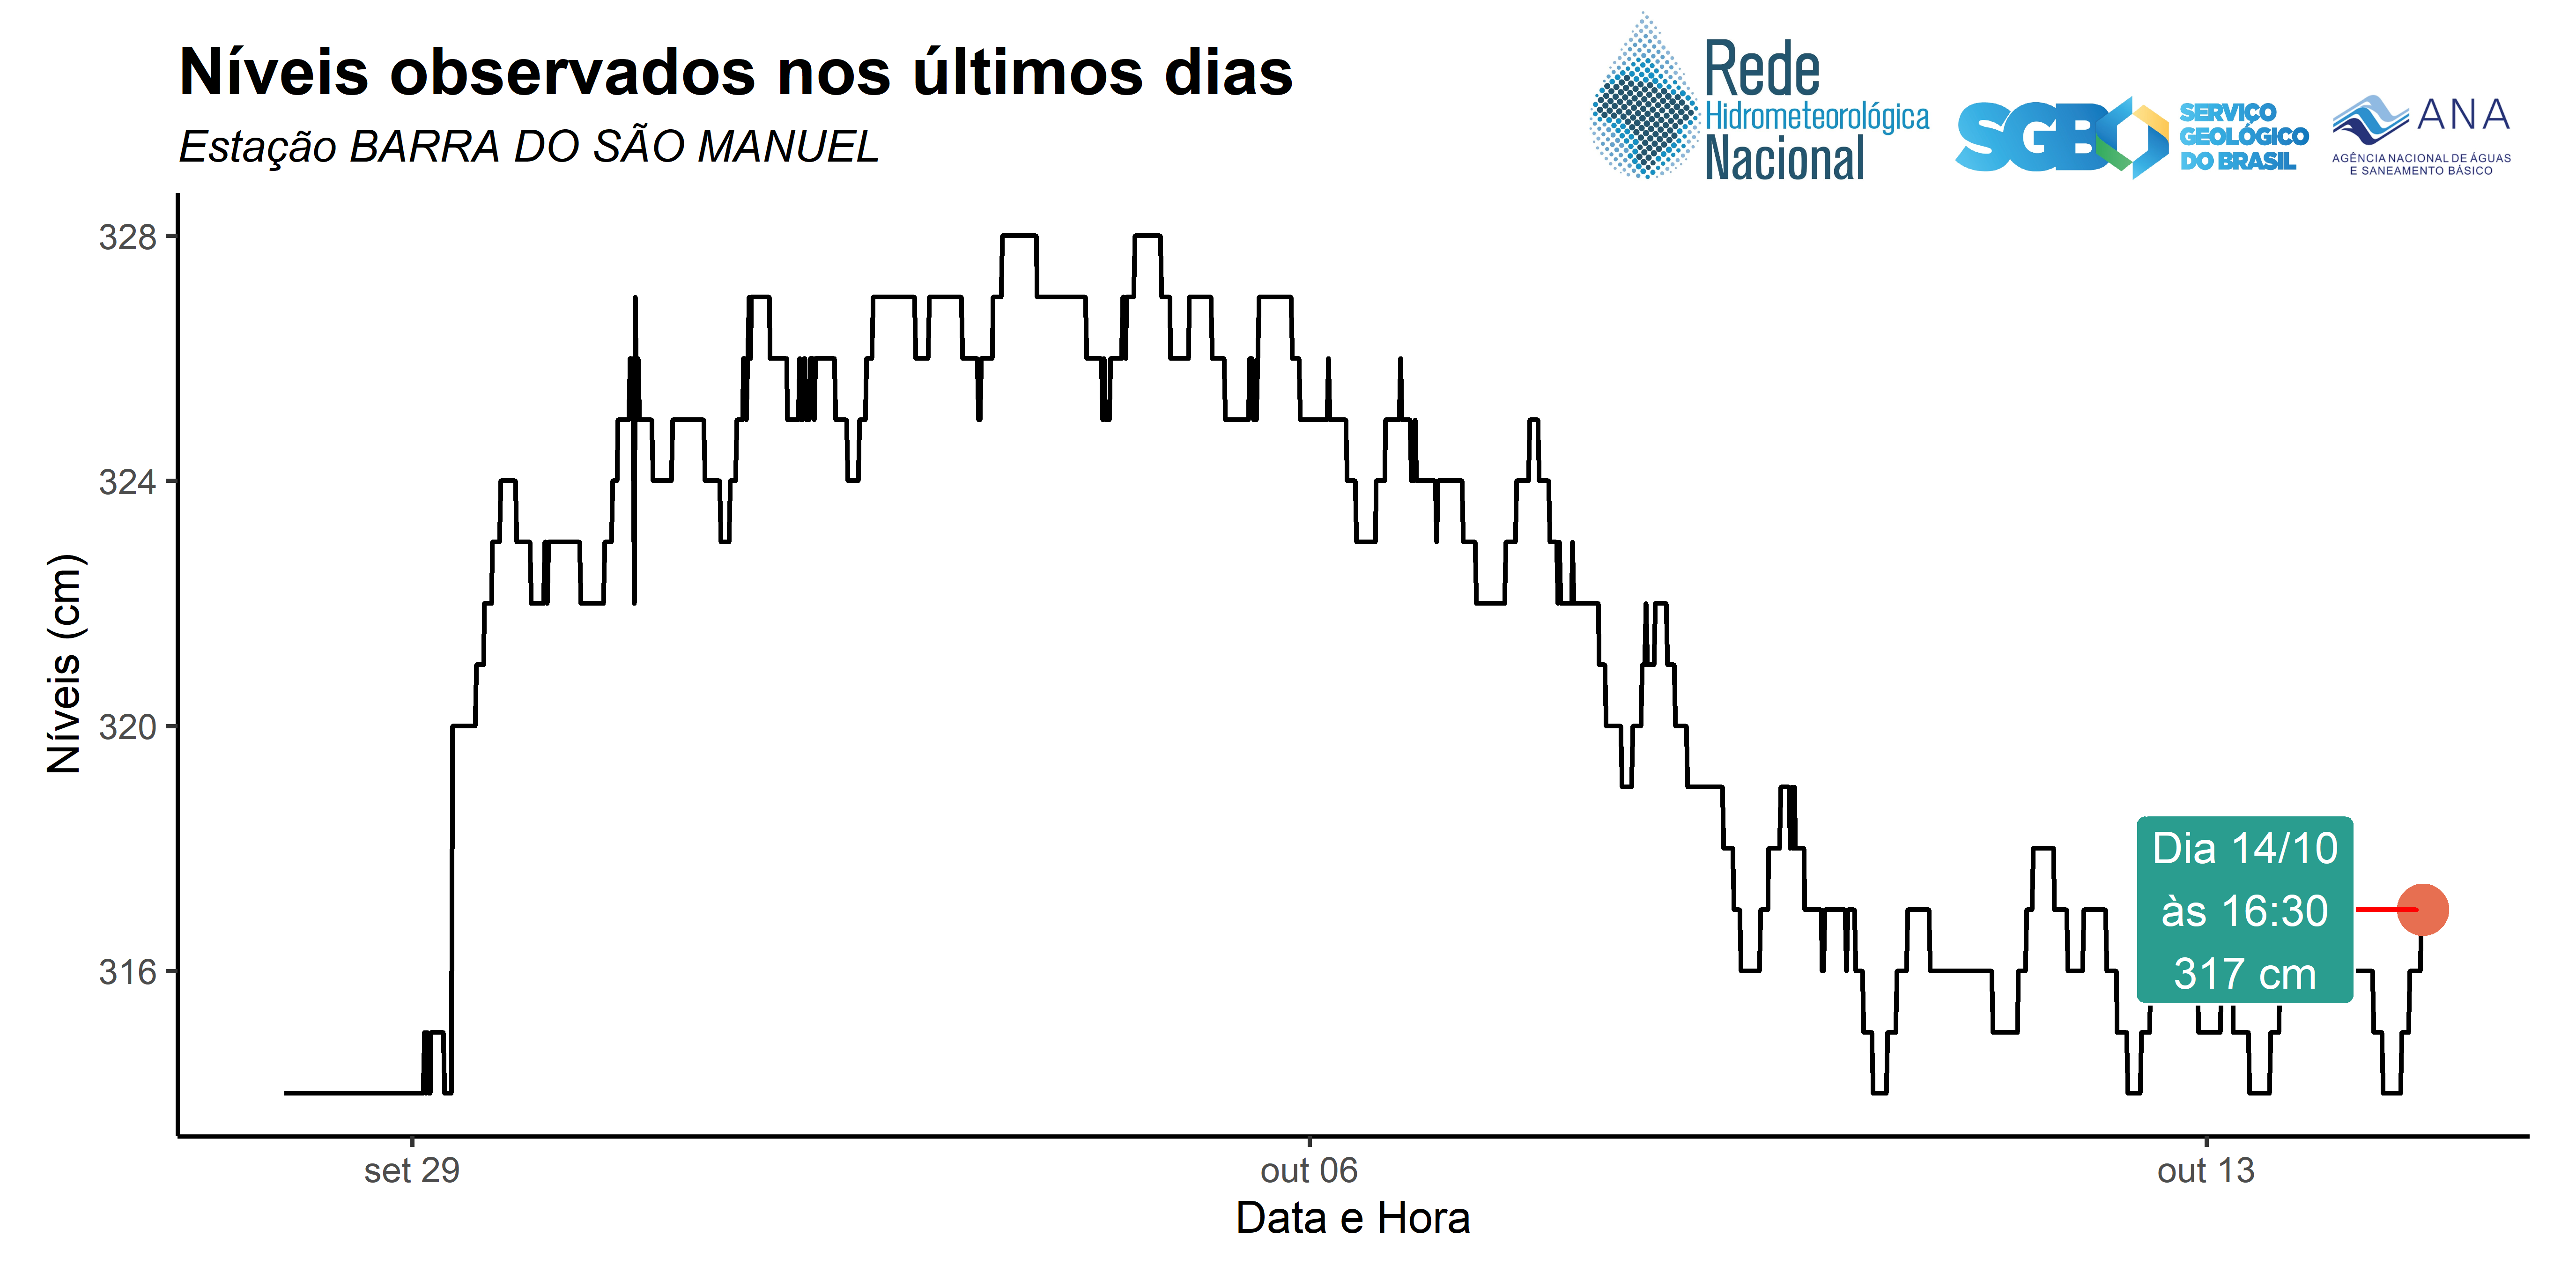 Níveis observados nos últimos dias
Estação BARRA DO SÃO MANUEL
Rede
Hidrometeorológica
Nacional
SGB
SERVIÇO
GEOLÓGICO
DO BRASIL
ANA
AGÊNCIA NACIONAL DE ÁGUAS
E SANEAMENTO BÁSICO
Níveis (cm)
328
324
320
316
Dia 14/10
às 16:30
317 cm
set 29
out 06
out 13
Data e Hora